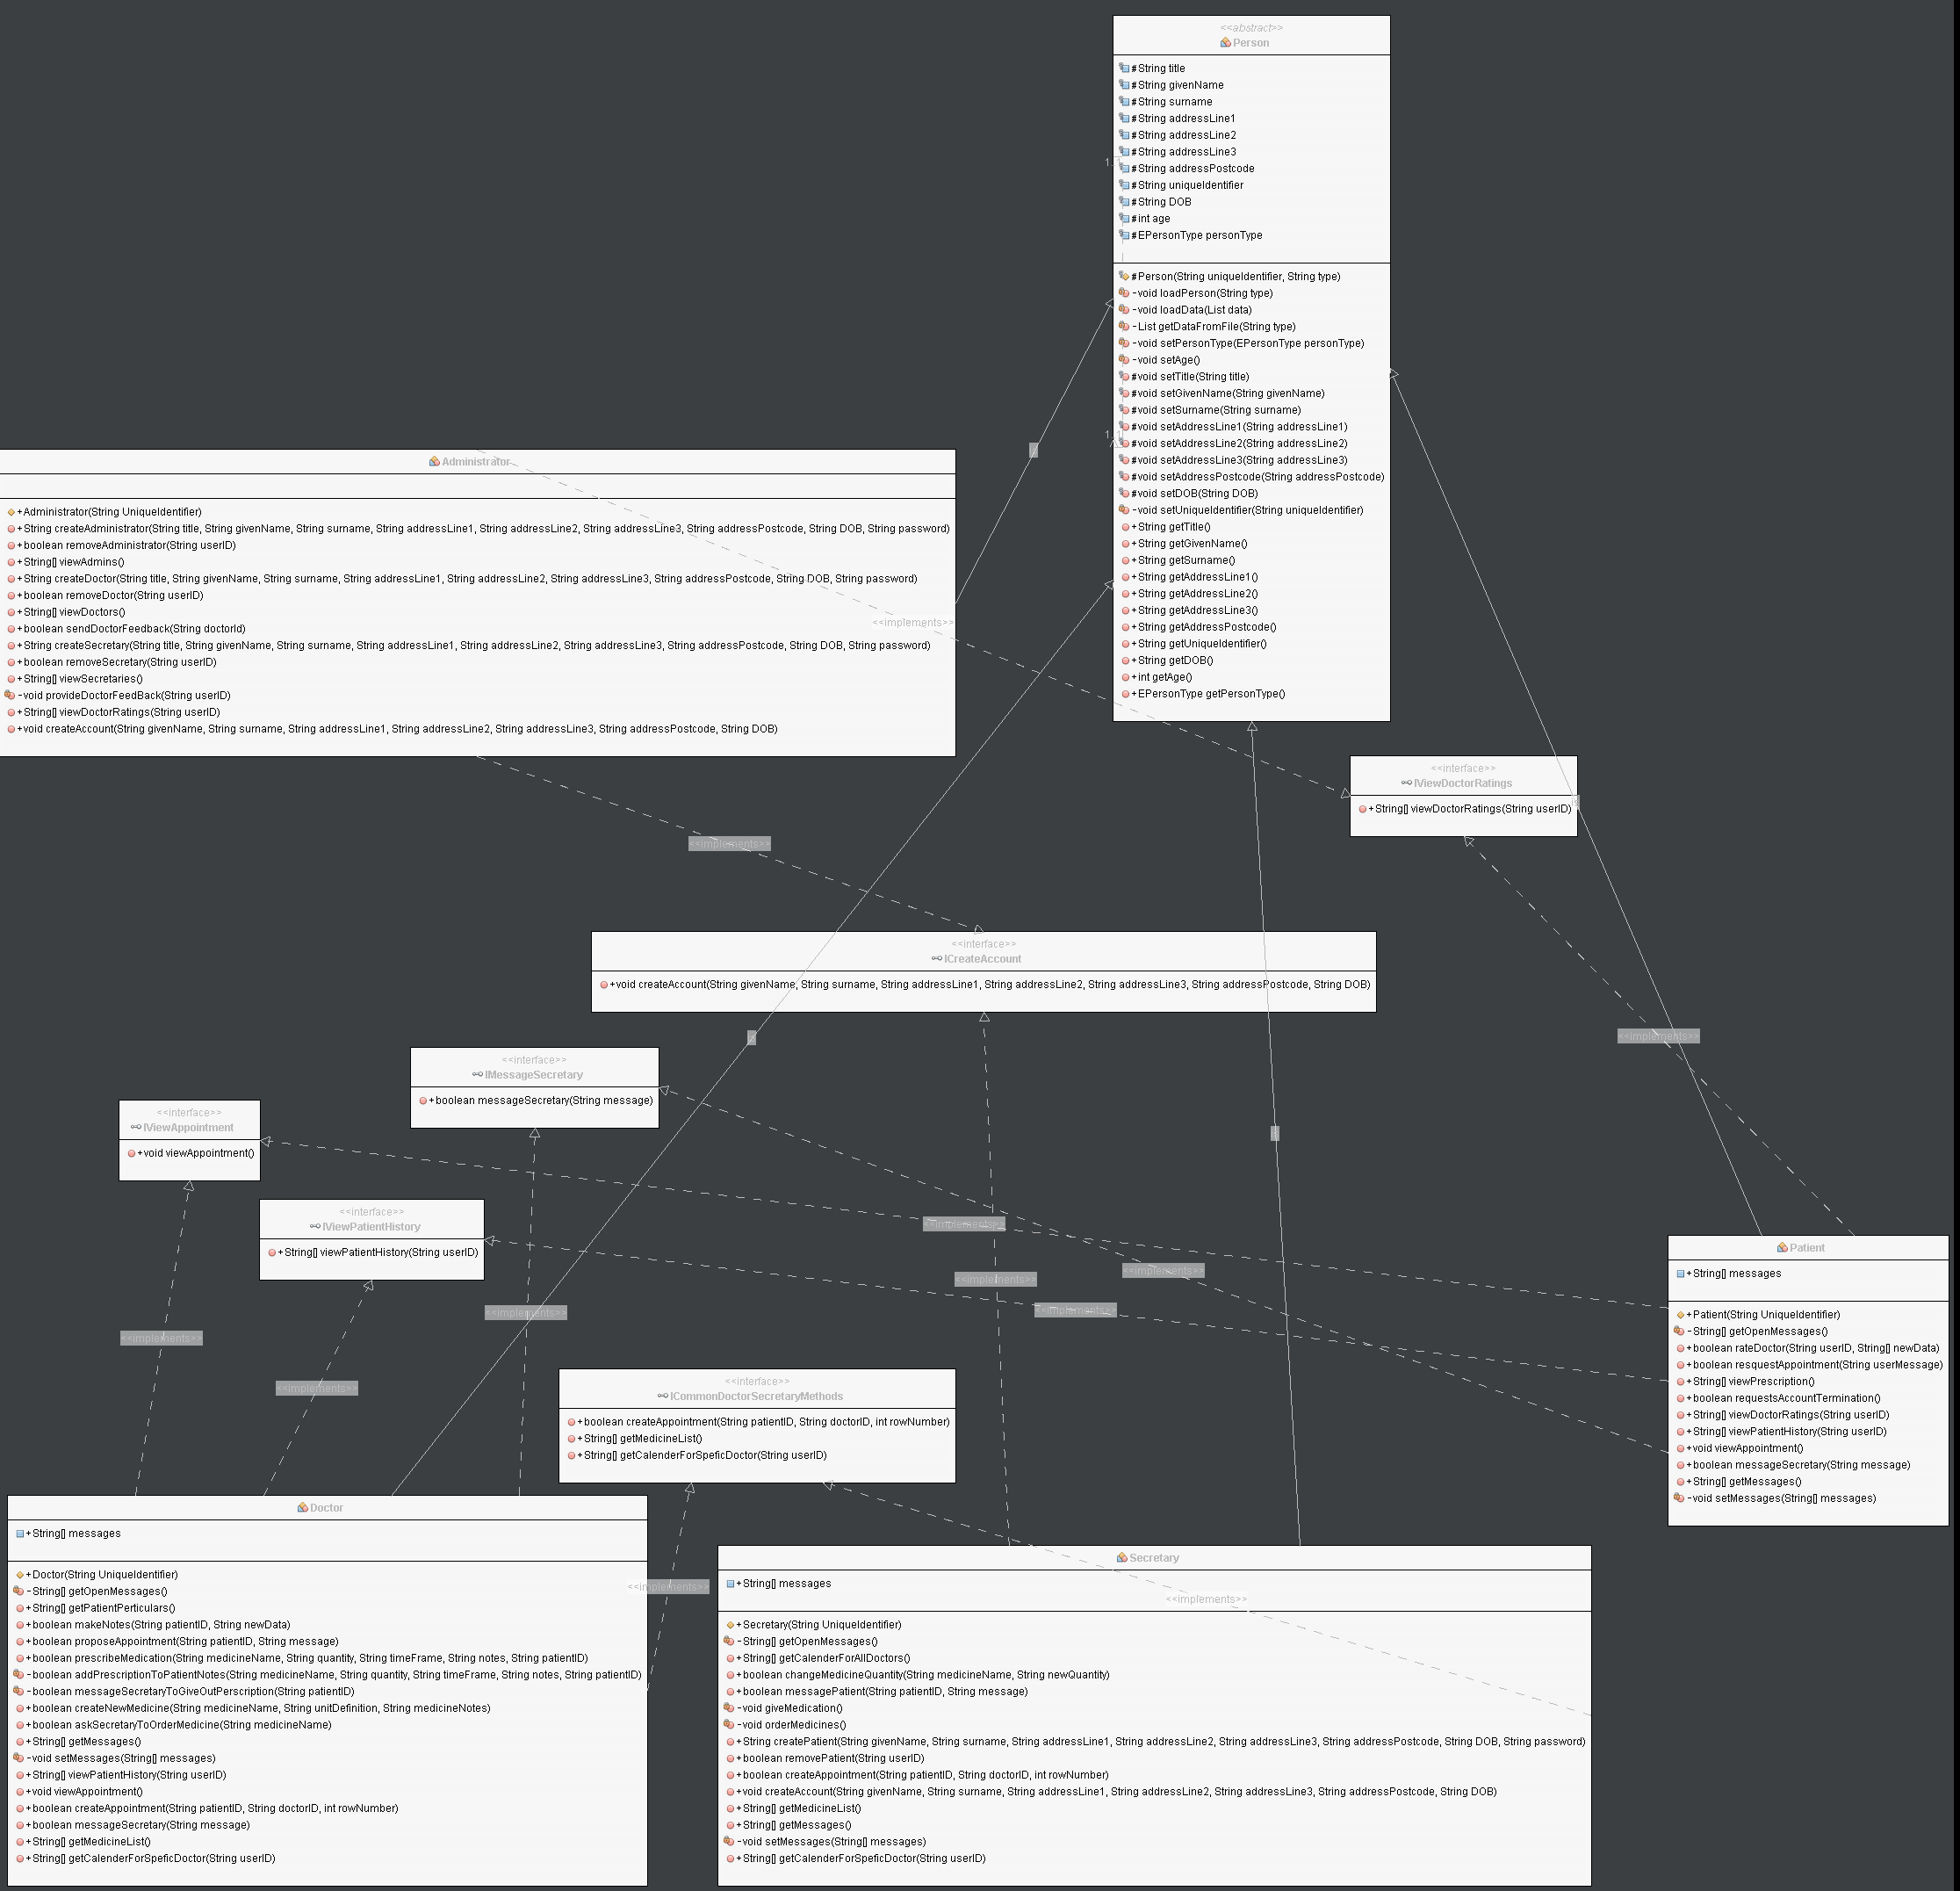 <<abstract>>
Person
#String title
#String givenName
#String surname
#String addressLine1
#String addressLine2
#String addressLine3
#String addressPostcode
#String uniqueIdentifier
#String DOB
#int age
#EPersonType personType
#Person(String uniqueIdentifier, String type)
-void loadPerson(String type)
-void loadData(List data)
-List getDataFromFile(String type)
-void setPersonType(EPersonType personType)
-void setAge()
#void setTitle(String title)
#void setGivenName(String givenName)
#void setSurname(String surname)
#void setAddressLine1(String addressLine1)
#void setAddressLine2(String addressLine2)
#void setAddressLine3(String addressLine3)
#void setAddressPostcode(String addressPostcode)
#void setDOB(String DOB)
-void setUniqueIdentifier(String uniqueIdentifier)
+String getTitle()
+String getGivenName()
+String getSurname()
+String getAddressLine1()
+String getAddressLine2()
+String getAddressLine3()
+String getAddressPostcode()
+String getUniqueIdentifier()
+String getDOB()
+int getAge()
+EPersonType getPersonType()
Administrator
+Administrator(String UniqueIdentifier)
+String createAdministrator(String title, String givenName, String surname, String addressLine1, String addressLine2, String addressLine3, String addressPostcode, String DOB, String password)
+boolean removeAdministrator(String userID)
+String[] viewAdmins()
+String createDoctor(String title, String givenName, String surname, String addressLine1, String addressLine2, String addressLine3, String addressPostcode, String DOB, String password)
+boolean removeDoctor(String userID)
+String[] viewDoctors()
+boolean sendDoctorFeedback(String doctorId)
+String createSecretary(String title, String givenName, String surname, String addressLine1, String addressLine2, String addressLine3, String addressPostcode, String DOB, String password)
+boolean removeSecretary(String userID)
+String[] viewSecretaries()
-void provideDoctorFeedBack(String userID)
+String[] viewDoctorRatings(String userID)
+void createAccount(String givenName, String surname, String addressLine1, String addressLine2, String addressLine3, String addressPostcode, String DOB)
<<implements>>
<<interface>>
IViewDoctorRatings
+String[] viewDoctorRatings(String userID)
<<implements>>
<<interface>>
ICreateAccount
+void createAccount(String givenName, String surname, String addressLine1, String addressLine2, String addressLine3, String addressPostcode, String DOB)
<<implements>>
<<interface>>
IMessageSecretary
+boolean messageSecretary(String message)
<<interface>>
IViewAppointment
+void viewAppointment()
<<interface>>
IViewPatientHistory
+String[] viewPatientHistory(String userID)
<<implements>>
<<implements>>
<<implements>>
<<implements>>
<<implements>>
<<implements>>
<<implements>>
Patient
+String[] messages
+Patient(String UniqueIdentifier)
-String[] getOpenMessages()
+boolean rateDoctor(String userID, String[] newData)
+boolean resquestAppointment(String userMessage)
+String[] viewPrescription()
+boolean requestsAccountTermination()
+String[] viewDoctorRatings(String userID)
+String[] viewPatientHistory(String userID)
+void viewAppointment()
+boolean messageSecretary(String message)
+String[] getMessages()
-void setMessages(String[] messages)
<<interface>>
ICommonDoctorSecretaryMethods
+boolean createAppointment(String patientID, String doctorID, int rowNumber)
+String[] getMedicineList()
+String[] getCalenderForSpeficDoctor(String userID)
Doctor
+String[] messages
+Doctor(String UniqueIdentifier)
-String[] getOpenMessages()
+String[] getPatientPerticulars()
+boolean makeNotes(String patientID, String newData)
+boolean proposeAppointment(String patientID, String message)
+boolean prescribeMedication(String medicineName, String quantity, String timeFrame, String notes, String patientID)
-boolean addPrescriptionToPatientNotes(String medicineName, String quantity, String timeFrame, String notes, String patientID)
-boolean messageSecretaryToGiveOutPerscription(String patientID)
+boolean createNewMedicine(String medicineName, String unitDefinition, String medicineNotes)
+boolean askSecretaryToOrderMedicine(String medicineName)
+String[] getMessages()
-void setMessages(String[] messages)
+String[] viewPatientHistory(String userID)
+void viewAppointment()
+boolean createAppointment(String patientID, String doctorID, int rowNumber)
+boolean messageSecretary(String message)
+String[] getMedicineList()
+String[] getCalenderForSpeficDoctor(String userID)
<<implements>>
Secretary
+String[] messages
<<implements>>
+Secretary(String UniqueIdentifier)
-String[] getOpenMessages()
+String[] getCalenderForAllDoctors()
+boolean changeMedicineQuantity(String medicineName, String newQuantity)
+boolean messagePatient(String patientID, String message)
-void giveMedication()
-void orderMedicines()
+String createPatient(String givenName, String surname, String addressLine1, String addressLine2, String addressLine3, String addressPostcode, String DOB, String password)
+boolean removePatient(String userID)
+boolean createAppointment(String patientID, String doctorID, int rowNumber)
+void createAccount(String givenName, String surname, String addressLine1, String addressLine2, String addressLine3, String addressPostcode, String DOB)
+String[] getMedicineList()
+String[] getMessages()
-void setMessages(String[] messages)
+String[] getCalenderForSpeficDoctor(String userID)